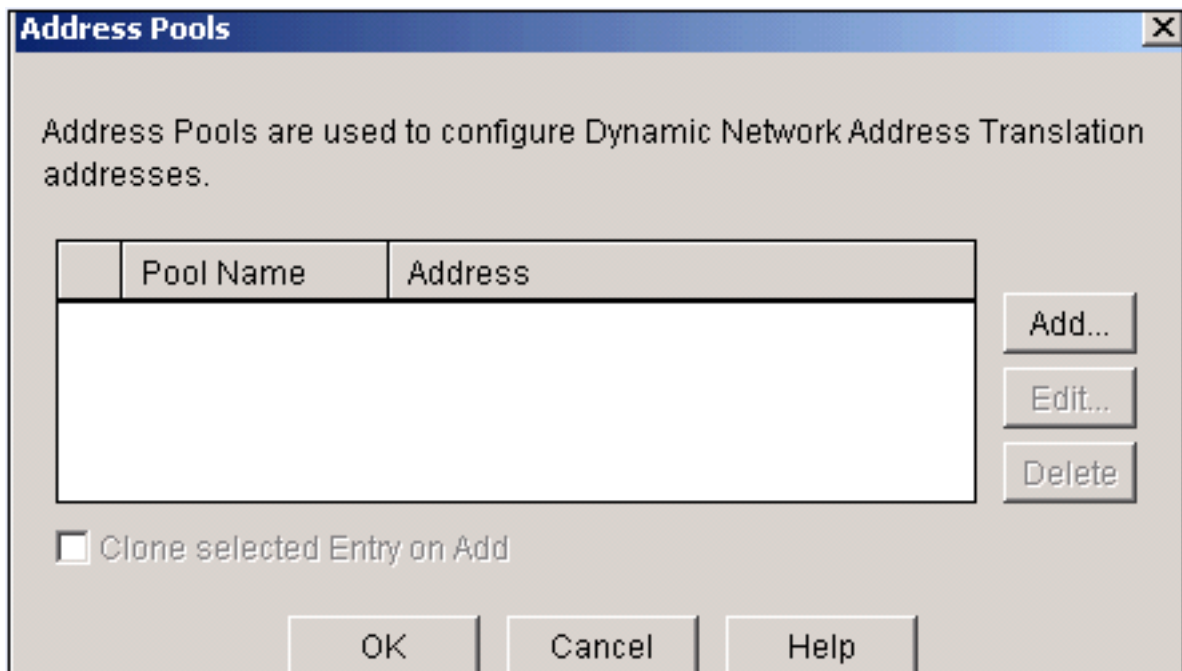 Address Pools
Address Pools are used to configure Dynamic Network Address Translation
addresses.
Pool Name Address
Add...
Edit...
Delete
Clone selected Entry on Add
OK Cancel Help